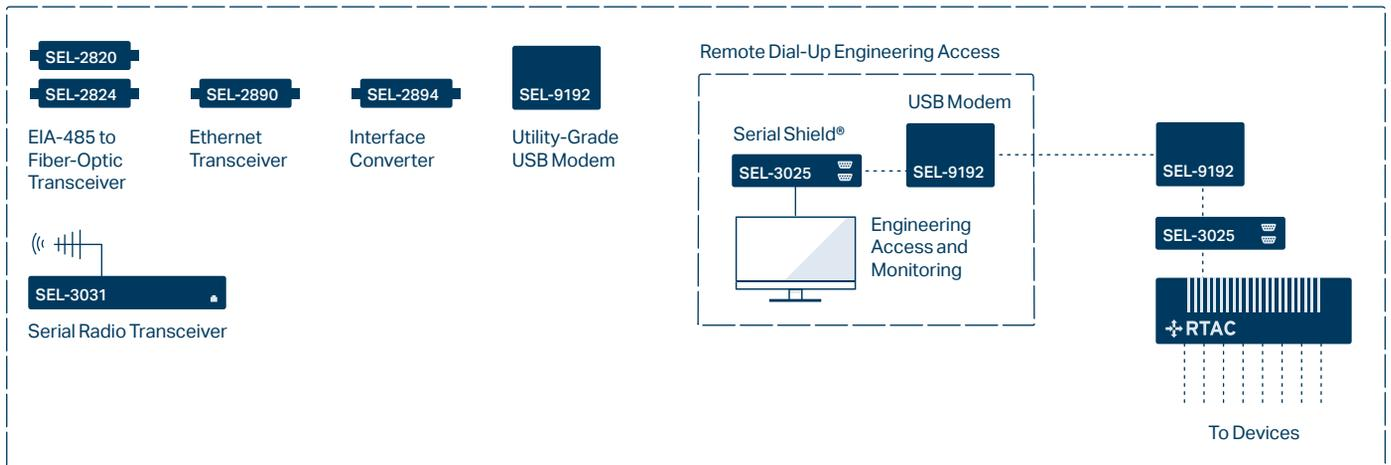 SEL-2820
SEL-2824
EIA-485 to
Fiber-Optic
Transceiver
SEL-2890
Ethernet
Transceiver
SEL-2894
Interface
Converter
SEL-9192
Utility-Grade
USB Modem
SEL-3031
Serial Radio Transceiver
Remote Dial-Up Engineering Access
USB Modem
Serial Shield®
SEL-3025
SEL-9192
Engineering
Access and
Monitoring
SEL-9192
SEL-3025
RTAC
To Devices